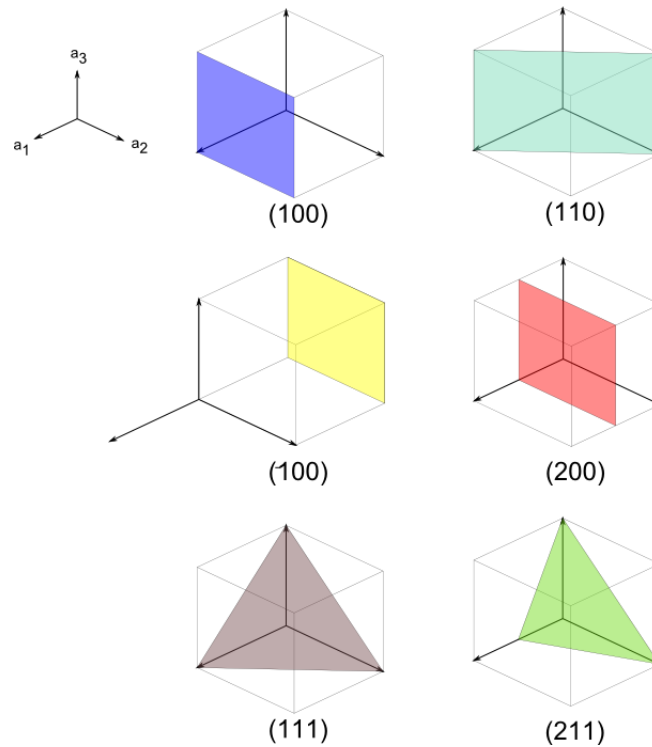 a₃
a₁
a₂
(100)
(110)
(100)
(200)
(111)
(211)